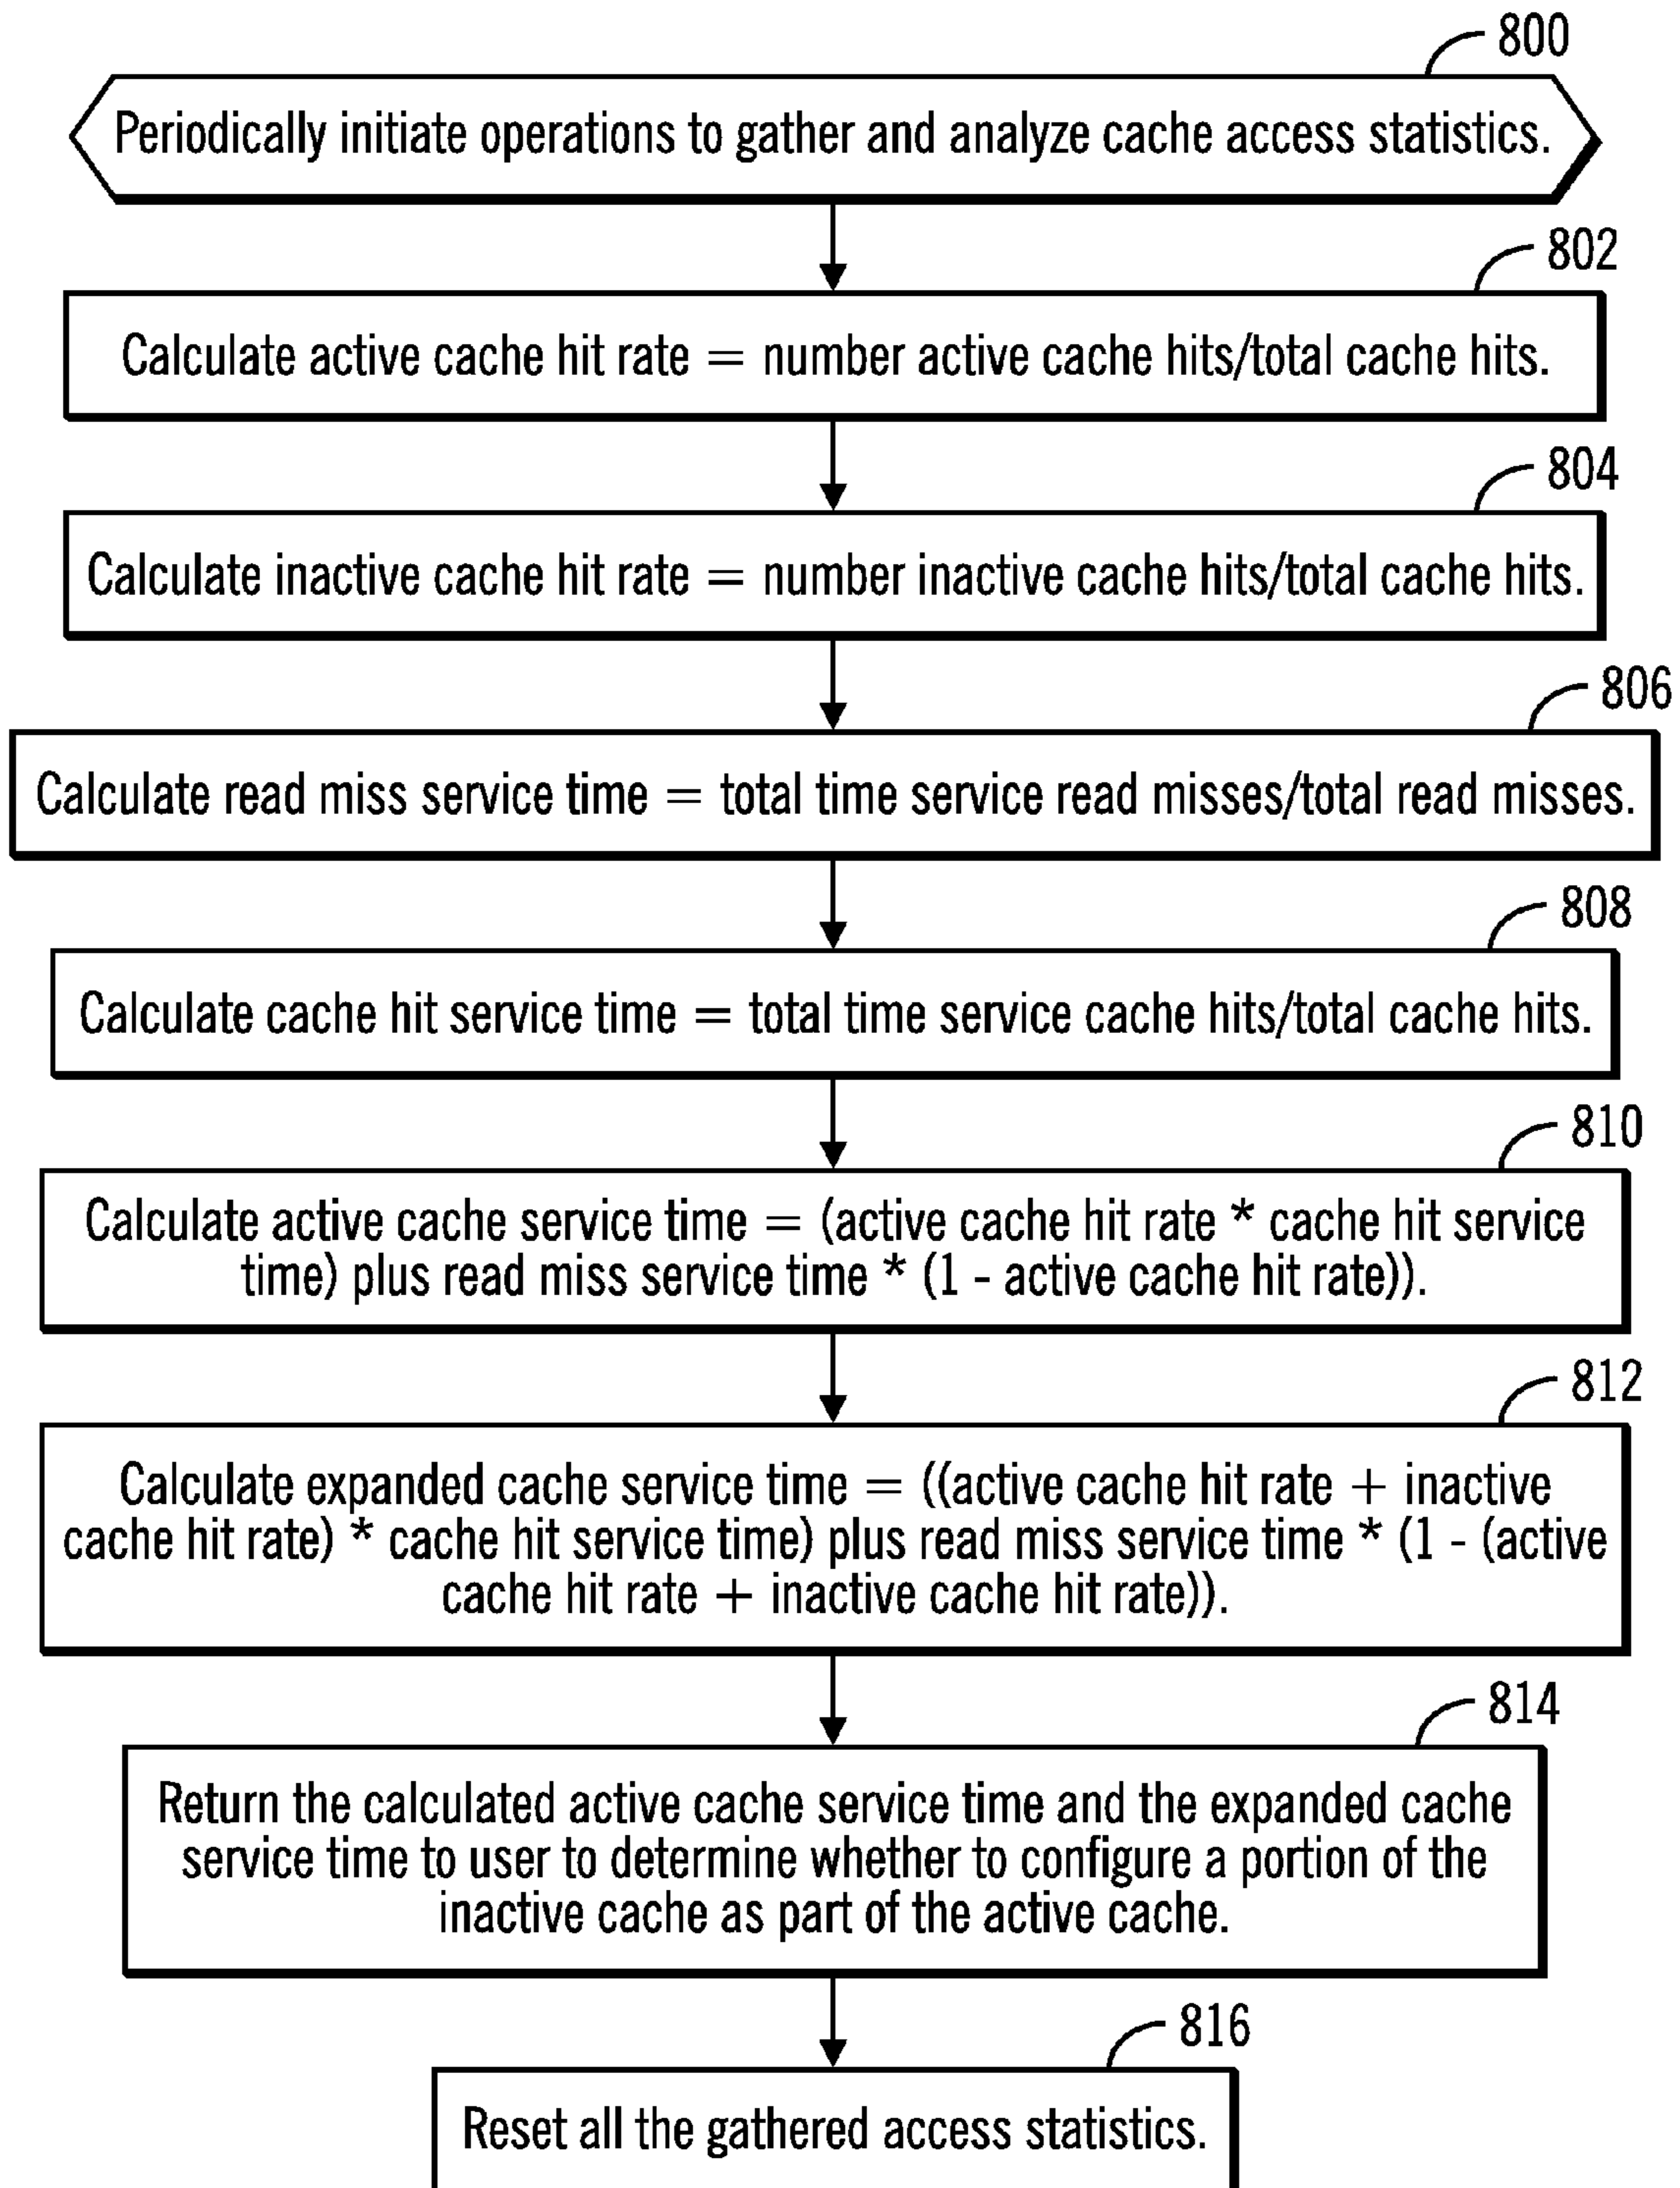 800
Periodically initiate operations to gather and analyze cache access statistics.
802
Calculate active cache hit rate = number active cache hits/total cache hits.
804
Calculate inactive cache hit rate = number inactive cache hits/total cache hits.
806
Calculate read miss service time = total time service read misses/total read misses.
808
Calculate cache hit service time = total time service cache hits/total cache hits.
810
Calculate active cache service time = (active cache hit rate * cache hit service
time) plus read miss service time * (1 - active cache hit rate)).
812
Calculate expanded cache service time = ((active cache hit rate + inactive
cache hit rate) * cache hit service time) plus read miss service time * (1 - (active
cache hit rate + inactive cache hit rate)).
814
Return the calculated active cache service time and the expanded cache
service time to user to determine whether to configure a portion of the
inactive cache as part of the active cache.
816
Reset all the gathered access statistics.